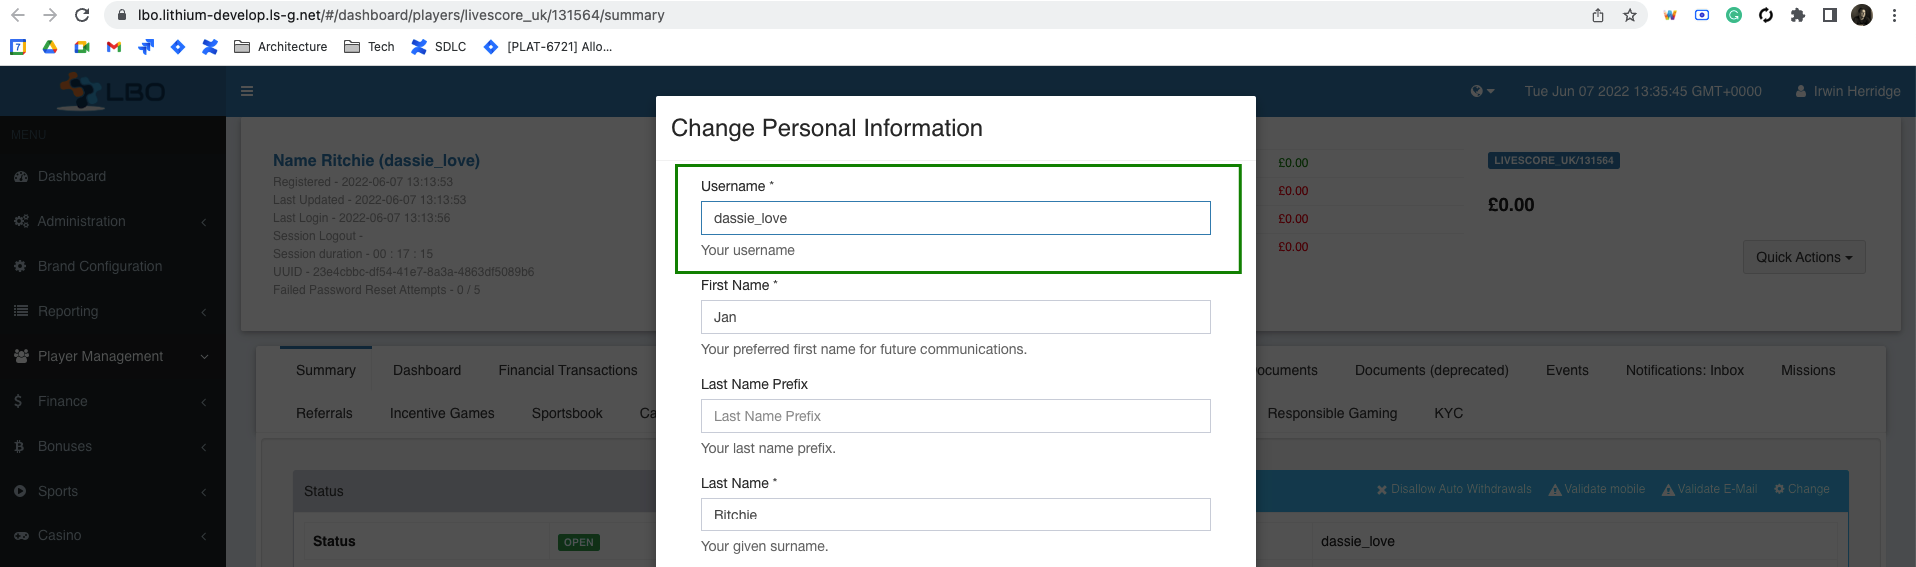 lbo.lithium-develop.ls-g.net/#/dashboard/players/livescore_uk/131564/summary
7
Architecture
Tech
SDLC
[PLAT-6721] Allo...
LBO
Tue Jun 07 2022 13:35:45 GMT+0000
Irwin Herridge
MENU
Dashboard
Administration
Brand Configuration
Reporting
Player Management
Finance
Bonuses
Sports
Casino
Name Ritchie (dassie_love)
Registered - 2022-06-07 13:13:53
Last Updated - 2022-06-07 13:13:53
Last Login - 2022-06-07 13:13:56
Session Logout -
Session duration - 00 : 17 : 15
UUID - 23e4cbbc-df54-41e7-8a3a-4863df5089b6
Failed Password Reset Attempts - 0 / 5
Change Personal Information
Username *
dassie_love
Your username
First Name *
Jan
Your preferred first name for future communications.
Last Name Prefix
Last Name Prefix
Your last name prefix.
Last Name *
Ritchie
Your given surname.
£0.00
£0.00
£0.00
£0.00
LIVESCORE_UK/131564
£0.00
Quick Actions
Summary
Dashboard
Financial Transactions
ocuments
Documents (deprecated)
Events
Notifications: Inbox
Missions
Referrals
Incentive Games
Sportsbook
Ca
Responsible Gaming
KYC
Status
Disallow Auto Withdrawals
Validate mobile
Validate E-Mail
Change
Status
OPEN
dassie_love